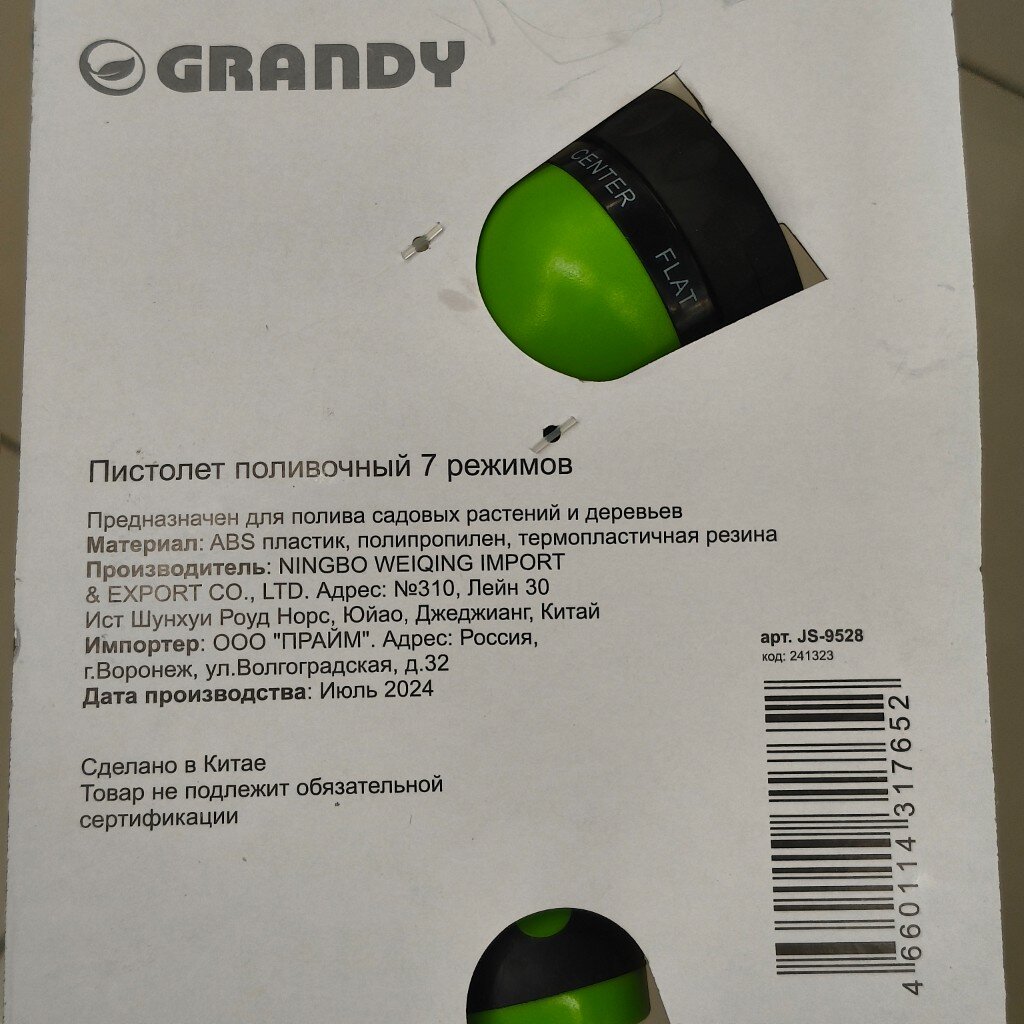 GRANDY
CENTER
FLAT
Пистолет поливочный 7 режимов
Предназначен для полива садовых растений и деревьев
Материал: ABS пластик, полипропилен, термопластичная резина
Производитель: NINGBO WEIQING IMPORT
& EXPORT CO., LTD. Адрес: №310, Лейн 30
Ист Шунхуи Роуд Норс, Юйао, Джеджианг, Китай
Импортер: ООО "ПРАЙМ". Адрес: Россия,
г.Воронеж, ул.Волгоградская, д.32
Дата производства: Июль 2024
арт. JS-9528
код: 241323
4 660114 317652
Сделано в Китае
Товар не подлежит обязательной
сертификации